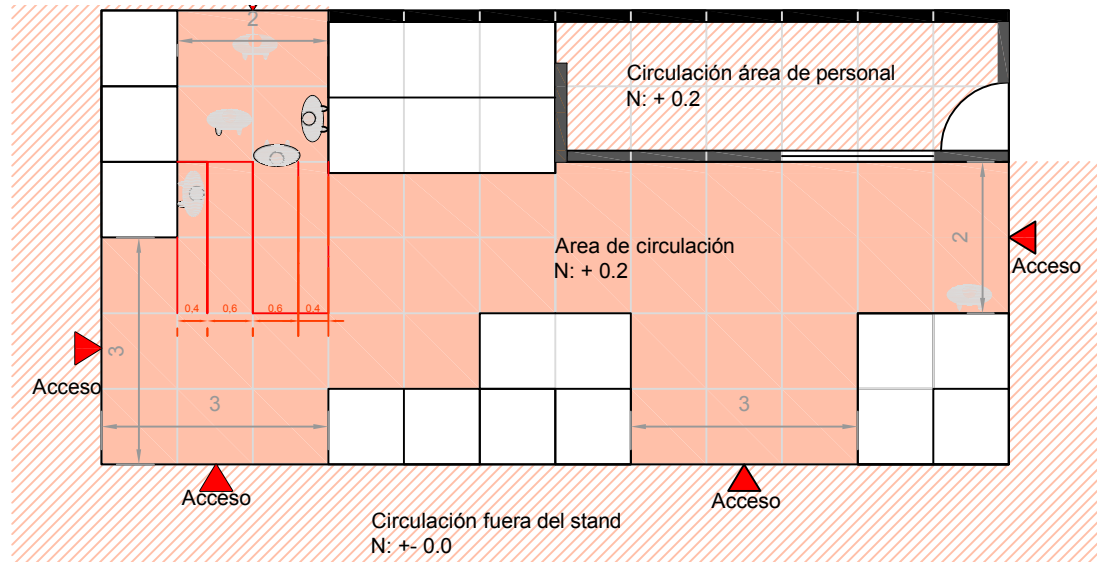 2
Circulación área de personal
N: + 0.2
Area de circulación
N: + 0.2
2
Acceso
0,4
0,6
0,6
0,4
3
Acceso
3
3
Acceso
Acceso
Circulación fuera del stand
N: +- 0.0